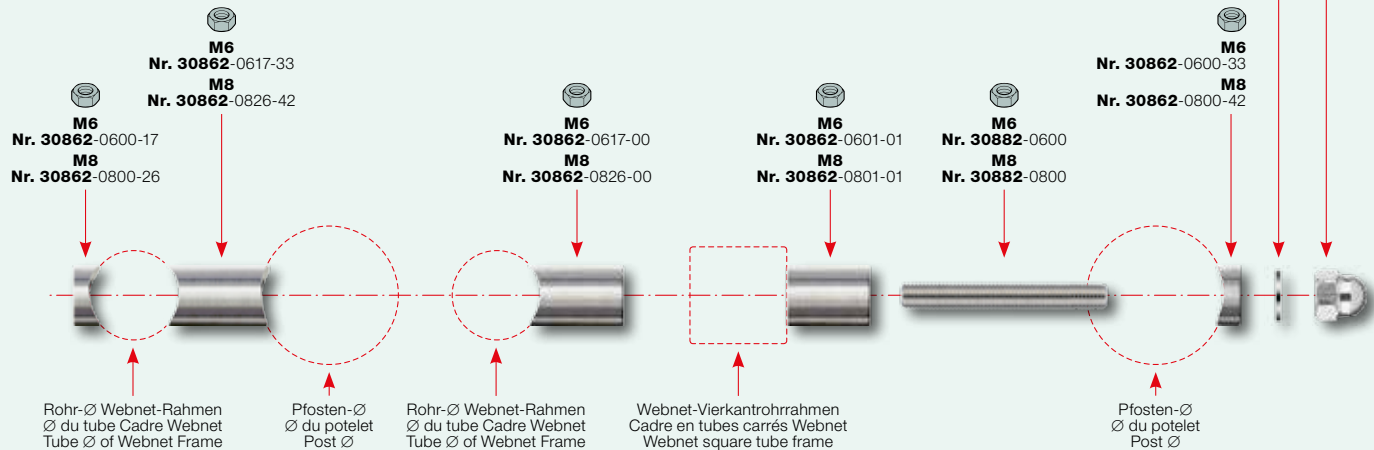 M6
Nr. 30862-0617-33
M8
Nr. 30862-0826-42
M6
Nr. 30862-0600-33
M8
Nr. 30862-0800-42
M6
Nr. 30862-0600-17
M8
Nr. 30862-0800-26
M6
Nr. 30862-0617-00
M8
Nr. 30862-0826-00
M6
Nr. 30862-0601-01
M8
Nr. 30862-0801-01
M6
Nr. 30882-0600
M8
Nr. 30882-0800
Rohr-Ø Webnet-Rahmen
Ø du tube Cadre Webnet
Tube Ø of Webnet Frame
Pfosten-Ø
Ø du potelet
Post Ø
Rohr-Ø Webnet-Rahmen
Ø du tube Cadre Webnet
Tube Ø of Webnet Frame
Webnet-Vierkantrohrrahmen
Cadre en tubes carrés Webnet
Webnet square tube frame
Pfosten-Ø
Ø du potelet
Post Ø